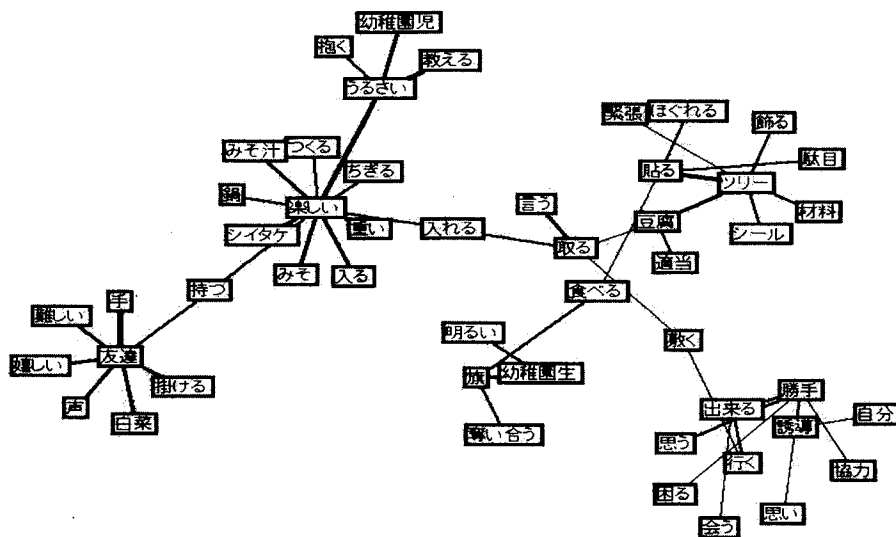 幼稚園児
抱く
教える
うるさい
みそ汁
つくる
ちぎる
鍋
楽しい
シイタケ
重い
入れる
みそ
入る
持つ
手
難しい
友達
嬉しい
掛ける
声
白菜
緊張
ほぐれる
飾る
貼る
駄目
ツリー
言う
豆腐
材料
シール
取る
適当
食べる
明るい
旗
幼稚園生
奪い合う
敷く
出来る
勝手
誘導
自分
思う
行く
協力
困る
会う
思い